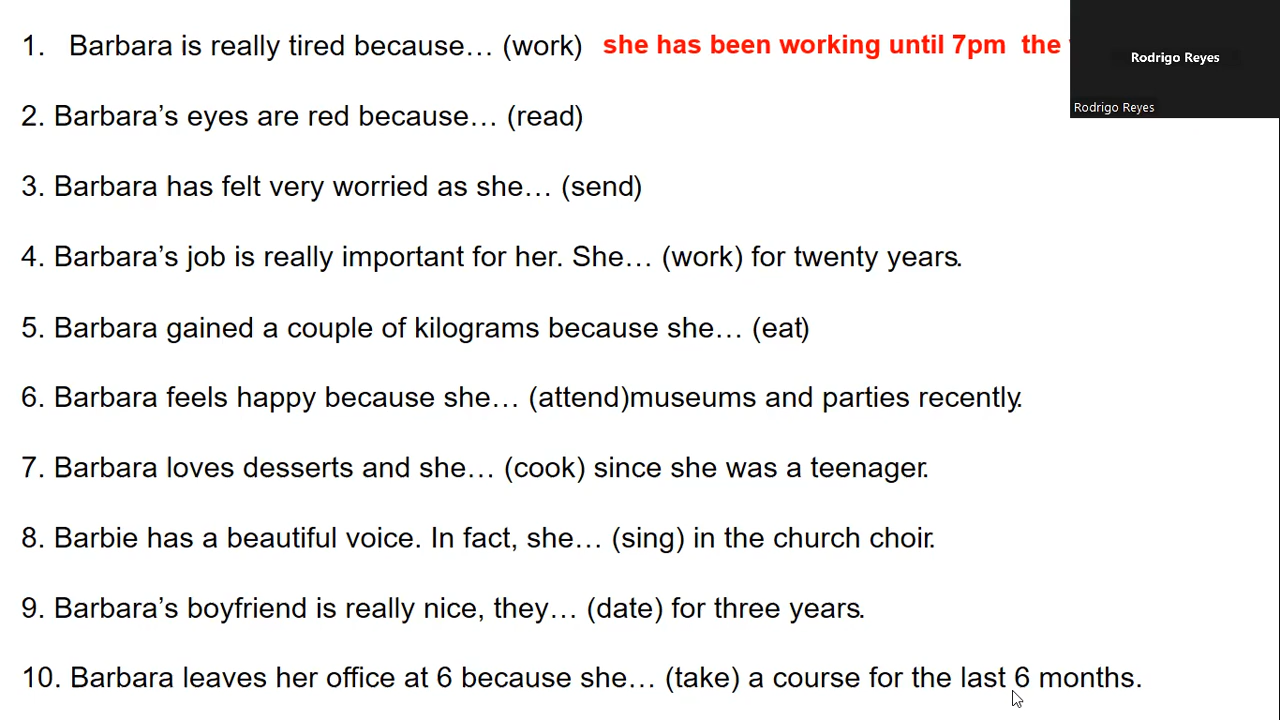 1. Barbara is really tired because… (work) she has been working until 7pm the
Rodrigo Reyes
Rodrigo Reyes
2. Barbara’s eyes are red because… (read)
3. Barbara has felt very worried as she… (send)
4. Barbara’s job is really important for her. She… (work) for twenty years.
5. Barbara gained a couple of kilograms because she… (eat)
6. Barbara feels happy because she… (attend)museums and parties recently.
7. Barbara loves desserts and she… (cook) since she was a teenager.
8. Barbie has a beautiful voice. In fact, she… (sing) in the church choir.
9. Barbara’s boyfriend is really nice, they… (date) for three years.
10. Barbara leaves her office at 6 because she… (take) a course for the last 6 months.